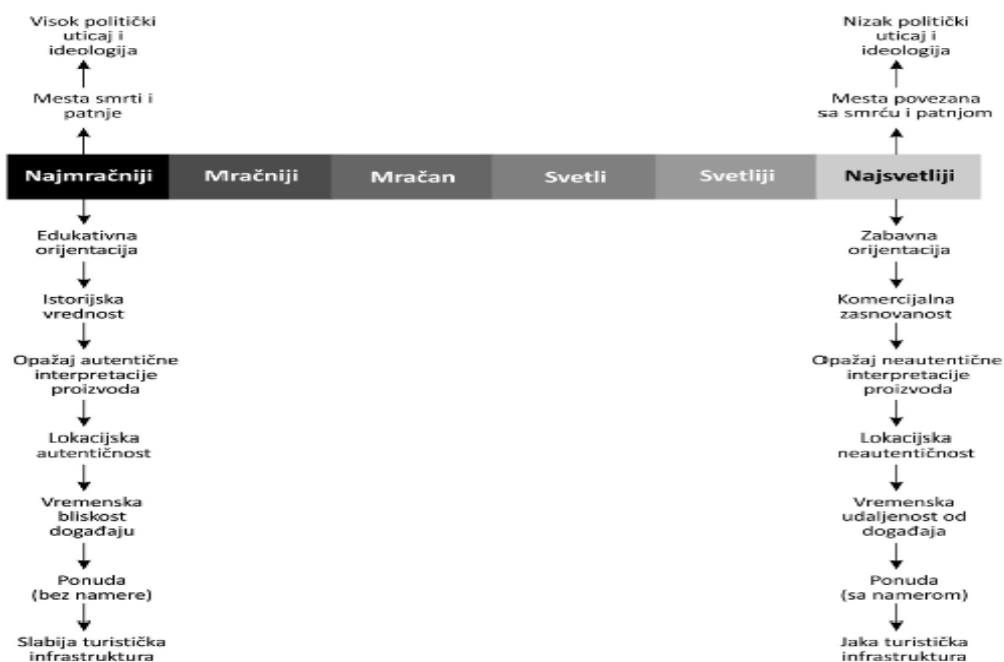 Visok politički
uticaj i
ideologija
Mesta smrti i
patnje
Nizak politički
uticaj i
ideologija
Mesta povezana
sa smrću i patnjom
Najmračniji
Mračniji
Mračan
Svetli
Svetliji
Najsvetliji
Edukativna
orijentacija
Istorijska
vrednost
Opažaj autentične
interpretacije
proizvoda
Lokacijska
autentičnost
Vremenska
bliskost
događaju
Ponuda
(bez namere)
Slabija turistička
infrastruktura
Zabavna
orijentacija
Komercijalna
zasnovanost
Opažaj neautentične
interpretacije
proizvoda
Lokacijska
neautentičnost
Vremenska
udaljenost od
događaja
Ponuda
(sa namerom)
Jaka turistička
infrastruktura